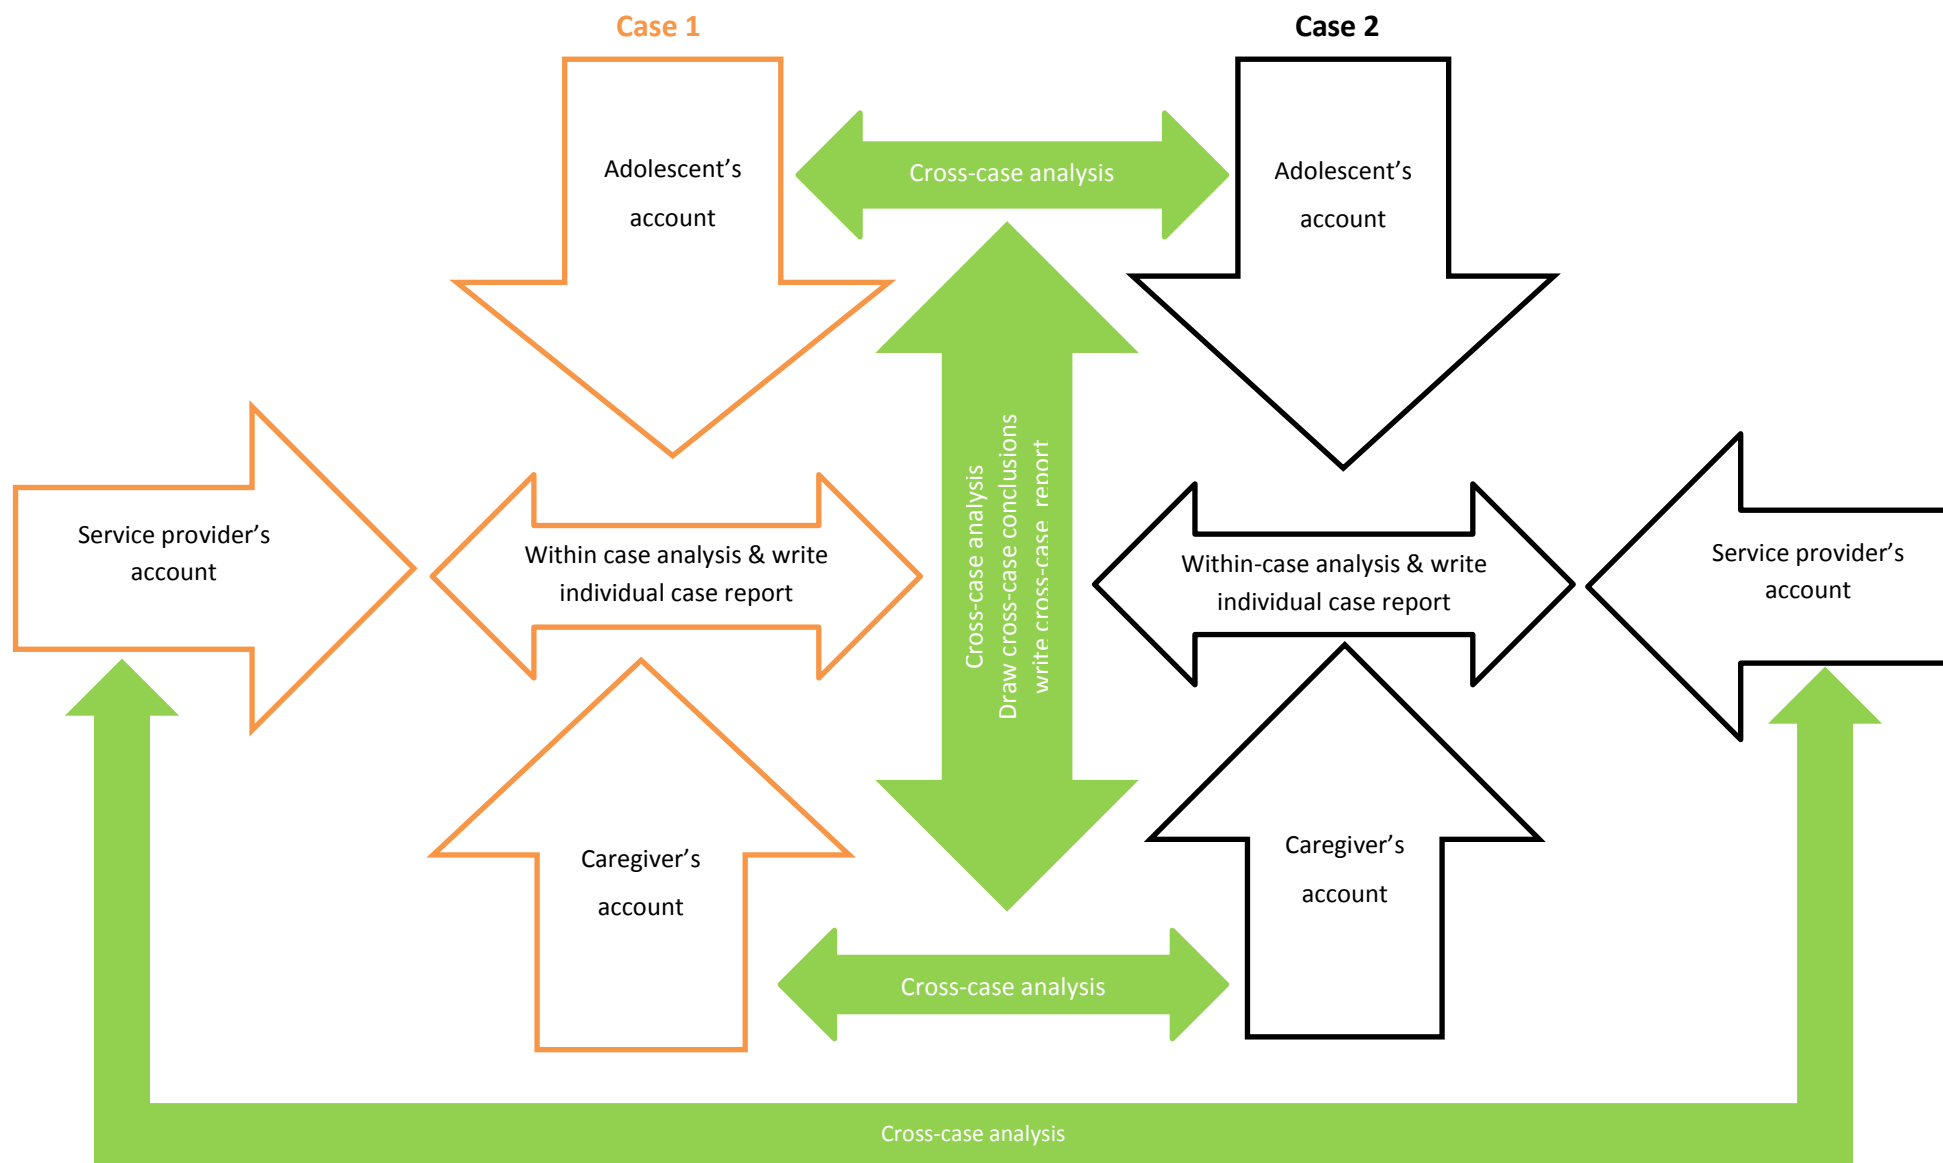 Case 1
Case 2
Adolescent’s
account
Cross-case analysis
Adolescent’s
account
Service provider’s
account
Within case analysis & write
individual case report
Cross-case analysis
Draw cross-case conclusions
write cross-case report
Within-case analysis & write
individual case report
Service provider’s
account
Caregiver’s
account
Caregiver’s
account
Cross-case analysis
Cross-case analysis